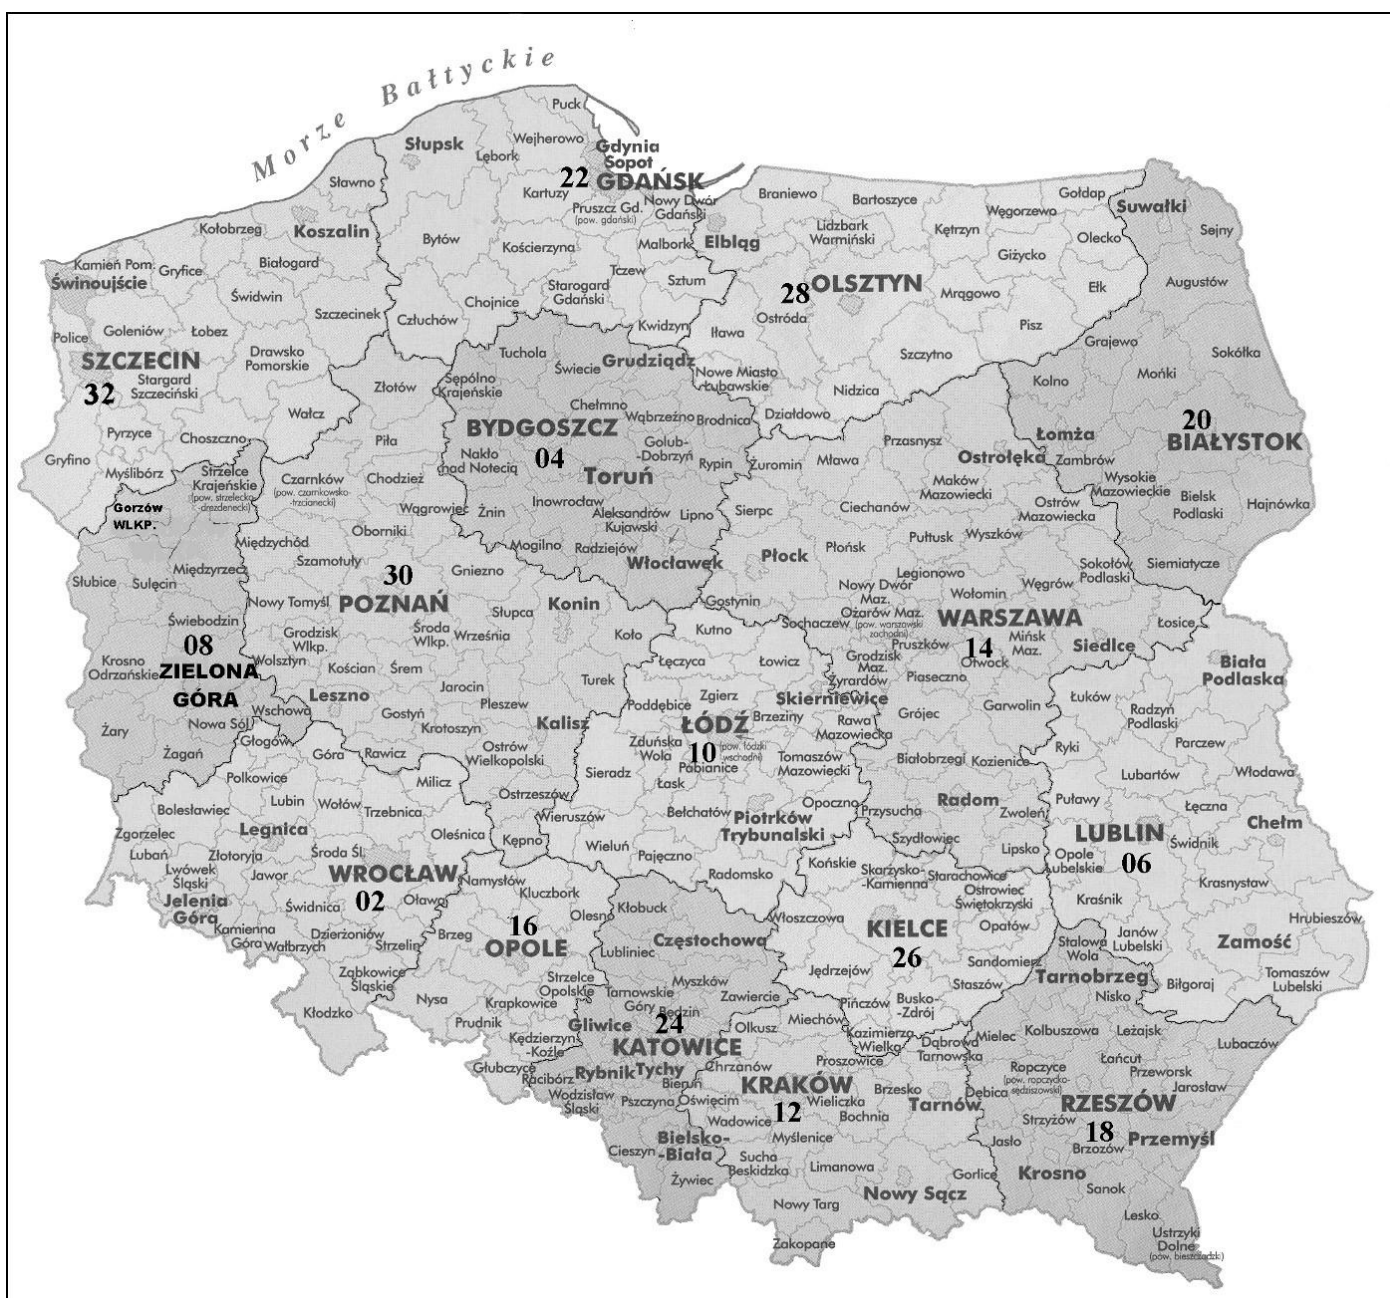 Morze Bałtyckie
Puck
Słupsk
Wejherowo
Lębork
Gdynia
Sopot
22 GDAŃSK
Sławno
Kartuzy
Pruszcz Gd.
(pow. gdański)
Nowy Dwór
Gdański
Kołobrzeg
Koszalin
Bytów
Kościerzyna
Malbork
Białogard
Tczew
Sztum
Starogard
Gdański
Kamień Pom.
Gryfice
Świnoujście
Świdwin
Szczecinek
Człuchów
Chojnice
Kwidzyn
Goleniów
Łobez
Police
SZCZECIN
32
Stargard
Szczeciński
Drawsko
Pomorskie
Wałcz
Pyrzyce
Choszczno
Gryfino
Myślibórz
Braniewo
Bartoszyce
Gołdap
Węgorzewo
Lidzbark
Warmiński
Kętrzyn
Olecko
Elbląg
Giżycko
28 OLSZTYN
Mrągowo
Ełk
Ostróda
Iława
Pisz
Szczytno
Nowe Miasto
-Łubawskie
Nidzica
Działdowo
Suwałki
Sejny
Augustów
Grajewo
Sokółka
Kolno
Mońki
20
BIAŁYSTOK
Łomża
Zambrów
Wysokie
Mazowieckie
Bielsk
Podlaski
Hajnówka
Siemiatycze
Tuchola
Świecie
Grudziądz
Sępólno
Krajeńskie
Chełmno
Wąbrzeźno
Brodnica
BYDGOSZCZ
04
Nakło
nad Notecią
Golub-
-Dobrzyń
Toruń
Rypin
Żnin
Inowrocław
Aleksandrów
Kujawski
Lipno
Mogilno
Radziejów
Włocławek
Złotów
Piła
Czarnków
(pow. czarnkowsko
-trzcianecki)
Chodzież
Wągrowiec
Oborniki
Międzychód
Szamotuły
30
POZNAŃ
Gniezno
Nowy Tomyśl
Słupca
Konin
Grodzisk
Wlkp.
Środa
Wlkp.
Września
Koło
Wolsztyn
Kościan
Śrem
Turek
Leszno
Jarocin
Pleszew
Gostyń
Krotoszyn
Kalisz
Rawicz
Ostrów
Wielkopolski
Ostrzeszów
Kępno
Strzelce
Krajeńskie
(pow. strzelecko
-drezdenecki)
Gorzów
WLKP.
Słubice
Sulęcin
Międzyrzecz
Świebodzin
08
ZIELONA
GÓRA
Krosno
Odrzańskie
Wschowa
Nowa Sól
Żary
Żagań
Żuromin
Mława
Przasnysz
Ostrołęka
Maków
Mazowiecki
Sierpc
Ciechanów
Ostrów
Mazowiecka
Pułtusk
Wyszków
Płock
Płońsk
Sokołów
Podlaski
Nowy Dwór
Maz.
Legionowo
Wołomin
Węgrów
Gostynin
Sochaczew
Ożarów Maz.
(pow. warszawski
zachodni)
WARSZAWA
14
Mińsk
Maz.
Siedlce
Łosice
Pruszków
Grodzisk
Maz.
Otwock
Żyrardów
Piaseczno
Grójec
Garwolin
Białobrzegi
Kozienice
Przysucha
Radom
Zwoleń
Szydłowiec
Lipsko
Kutno
Łęczyca
Łowicz
Poddębice
Zgierz
Skierniewice
ŁÓDŹ
10
Brzeziny
(pow. łódzki
wschodni)
Rawa
Mazowiecka
Zduńska
Wola
Pabianice
Tomaszów
Mazowiecki
Sieradz
Łask
Bełchatów
Opoczno
Piotrków
Trybunalski
Wieruszów
Wieluń
Pajęczno
Radomsko
Biała
Podlaska
Łuków
Radzyń
Podlaski
Ryki
Parczew
Lubartów
Włodawa
Puławy
Łęczna
LUBLIN
06
Świdnik
Chełm
Opole
Lubelskie
Krasnystaw
Kraśnik
Hrubieszów
Janów
Lubelski
Zamość
Biłgoraj
Tomaszów
Lubelski
Głogów
Góra
Polkowice
Milicz
Bolesławiec
Lubin
Wołów
Trzebnica
Zgorzelec
Legnica
Oleśnica
Lubań
Złotoryja
Środa Śl.
Lwówek
Śląski
Jawor
WROCŁAW
02
Jelenia
Góra
Świdnica
Oława
Kamienna
Góra
Wałbrzych
Dzierżoniów
Strzelin
Ząbkowice
Śląskie
Kłodzko
Namysłów
Kluczbork
Olesno
16
OPOLE
Brzeg
Strzelce
Opolskie
Nysa
Krapkowice
Prudnik
Kędzierzyn
-Koźle
Głubczyce
Kłobuck
Lubliniec
Częstochowa
Myszków
Tarnowskie
Góry
Zawiercie
Będzin
Gliwice
24
KATOWICE
Rybnik
Tychy
Racibórz
Bieruń
Wodzisław
Śląski
Pszczyna
Bielsko-
-Biała
Cieszyn
Żywiec
Końskie
Skarżysko-
-Kamienna
Starachowice
Ostrowiec
Świętokrzyski
Włoszczowa
KIELCE
26
Opatów
Jędrzejów
Sandomierz
Staszów
Pińczów
Busko-
-Zdrój
Kazimierza
Wielka
Olkusz
Miechów
Proszowice
Dąbrowa
Tarnowska
Chrzanów
KRAKÓW
12
Brzesko
Oświęcim
Wieliczka
Tarnów
Wadowice
Bochnia
Myślenice
Sucha
Beskidzka
Limanowa
Gorlice
Nowy Sącz
Nowy Targ
Zakopane
Stalowa
Wola
Tarnobrzeg
Nisko
Mielec
Kolbuszowa
Leżajsk
Lubaczów
Ropczyce
(pow. ropczycko-
-sędziszowski)
Łańcut
Przeworsk
Dębica
Jarosław
RZESZÓW
18
Strzyżów
Przemyśl
Jasło
Brzozów
Krosno
Sanok
Lesko
Ustrzyki
Dolne
(pow. bieszczadzki)